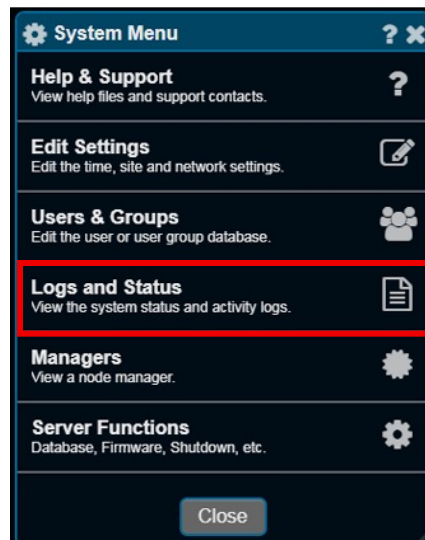 System Menu ? ×
Help & Support ?
View help files and support contacts.
Edit Settings
Edit the time, site and network settings.
Users & Groups
Edit the user or user group database.
Logs and Status
View the system status and activity logs.
Managers
View a node manager.
Server Functions
Database, Firmware, Shutdown, etc.
Close